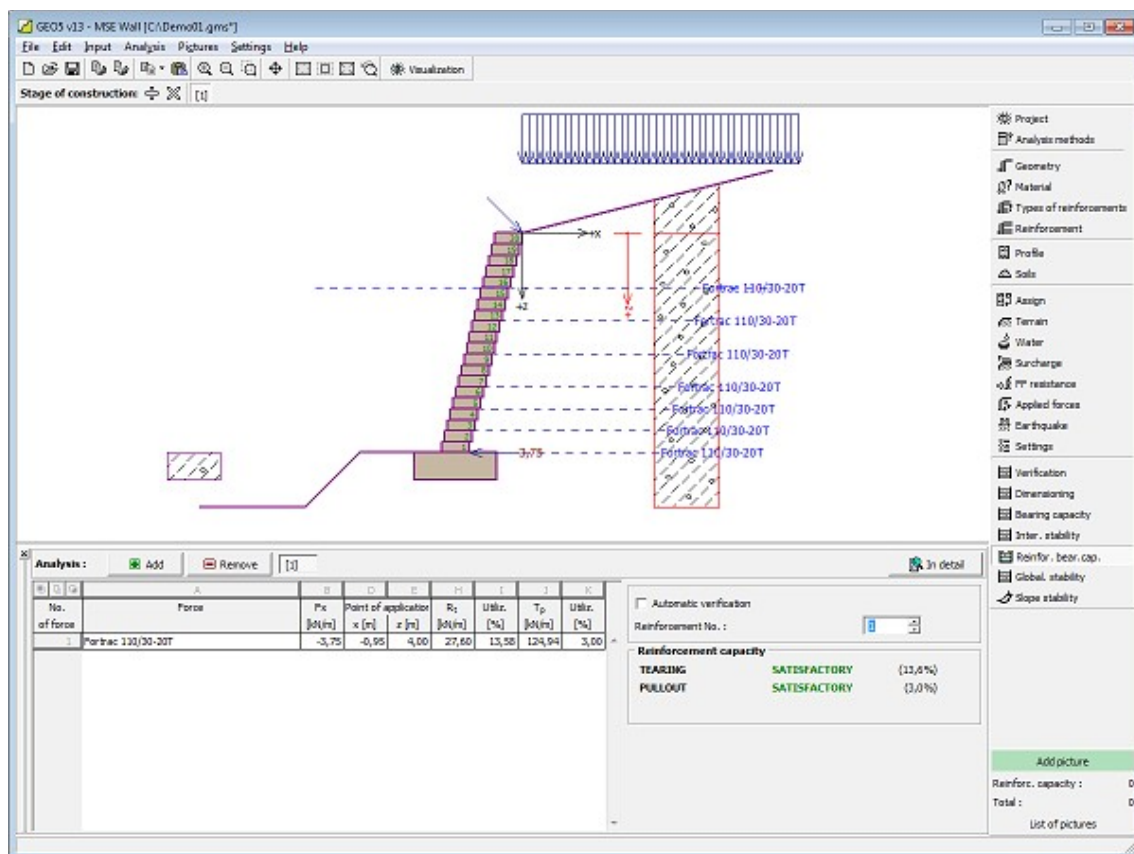 GEO5 v13 - MSE Wall [C:\Demo01.gms*]
File Edit Input Analysis Pictures Settings Help
Visualization
Stage of construction: [1]
+X
+Z
+Z
Fortrac 110/30-20T
Fortrac 110/30-20T
Fortrac 110/30-20T
Fortrac 110/30-20T
Fortrac 110/30-20T
Fortrac 110/30-20T
Fortrac 110/30-20T
-3,75
Project
Analysis methods
Geometry
Material
Types of reinforcements
Reinforcement
Profile
Soils
Assign
Terrain
Water
Surcharge
FF resistance
Applied forces
Earthquake
Settings
Verification
Dimensioning
Bearing capacity
Inter. stability
Reinfor. bear.cap.
Global. stability
Slope stability
Analysis : Add Remove [1] In detail
A B D E H I J K
No. Force Fx Point of application Rt Utiliz. Tp Utiliz.
of force [kN/m] x [m] z [m] [kN/m] [%] [kN/m] [%]
1 Fortrac 110/30-20T -3,75 -0,95 4,00 27,60 13,58 124,94 3,00
Automatic verification
Reinforcement No. : 1
Reinforcement capacity
TEARING SATISFACTORY (13,6%)
PULLOUT SATISFACTORY (3,0%)
Add picture
Reinforc. capacity : 0
Total : 0
List of pictures